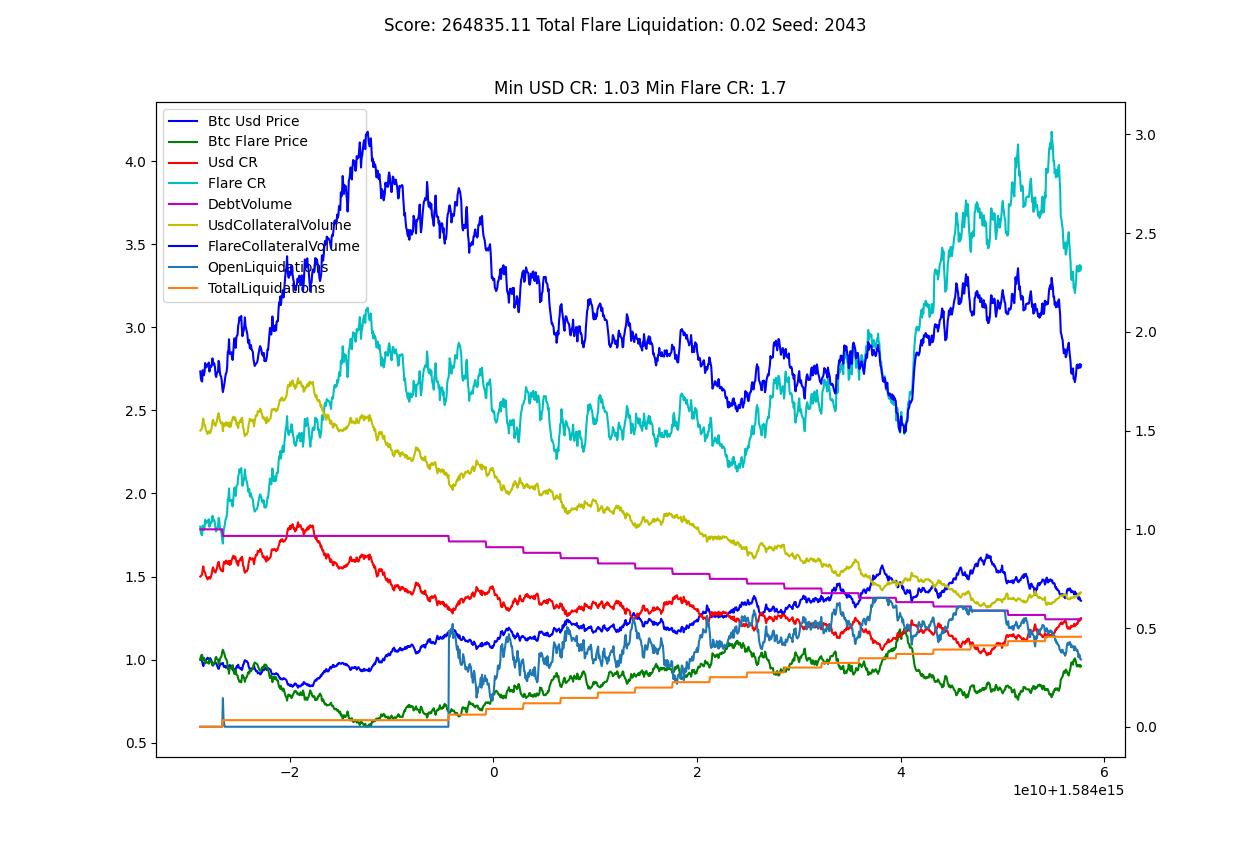 Score: 264835.11 Total Flare Liquidation: 0.02 Seed: 2043
Min USD CR: 1.03 Min Flare CR: 1.7
Btc Usd Price
Btc Flare Price
Usd CR
Flare CR
DebtVolume
UsdCollateralVolume
FlareCollateralVolume
OpenLiquidations
TotalLiquidations
4.0
3.5
3.0
2.5
2.0
1.5
1.0
0.5
3.0
2.5
2.0
1.5
1.0
0.5
0.0
−2 0 2 4 6
1e10+1.584e15